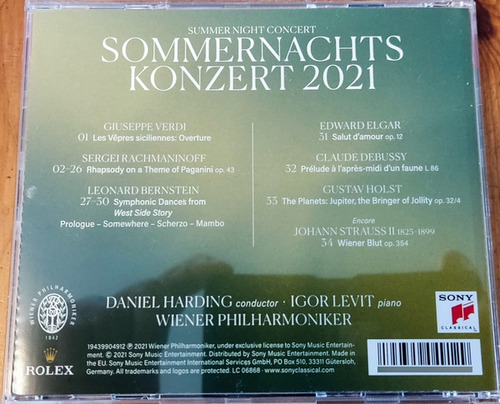 SUMMER NIGHT CONCERT
SOMMERNACHTS
KONZERT 2021
GIUSEPPE VERDI
01 Les Vêpres siciliennes: Overture
SERGEI RACHMANINOFF
02-26 Rhapsody on a Theme of Paganini op. 43
LEONARD BERNSTEIN
27-30 Symphonic Dances from
West Side Story
Prologue – Somewhere – Scherzo – Mambo
EDWARD ELGAR
31 Salut d'amour op. 12
CLAUDE DEBUSSY
32 Prélude à l'après-midi d'un faune L 86
GUSTAV HOLST
33 The Planets: Jupiter, the Bringer of Jollity op. 32/4
Encore
JOHANN STRAUSS II 1825-1899
34 Wiener Blut op. 354
WIENER PHILHARMONIKER
1842
ROLEX
DANIEL HARDING conductor · IGOR LEVIT piano
WIENER PHILHARMONIKER
SONY
CLASSICAL
19439904912 ℗ 2021 Wiener Philharmoniker, under exclusive license to Sony Music Entertain-
ment. © 2021 Sony Music Entertainment. Distributed by Sony Music Entertainment. Made in
the EU. Sony Music Entertainment International Services GmbH, PO Box 510, 33311 Gütersloh,
Germany. All trademarks and logos are protected. LC 06868 · www.sonyclassical.com